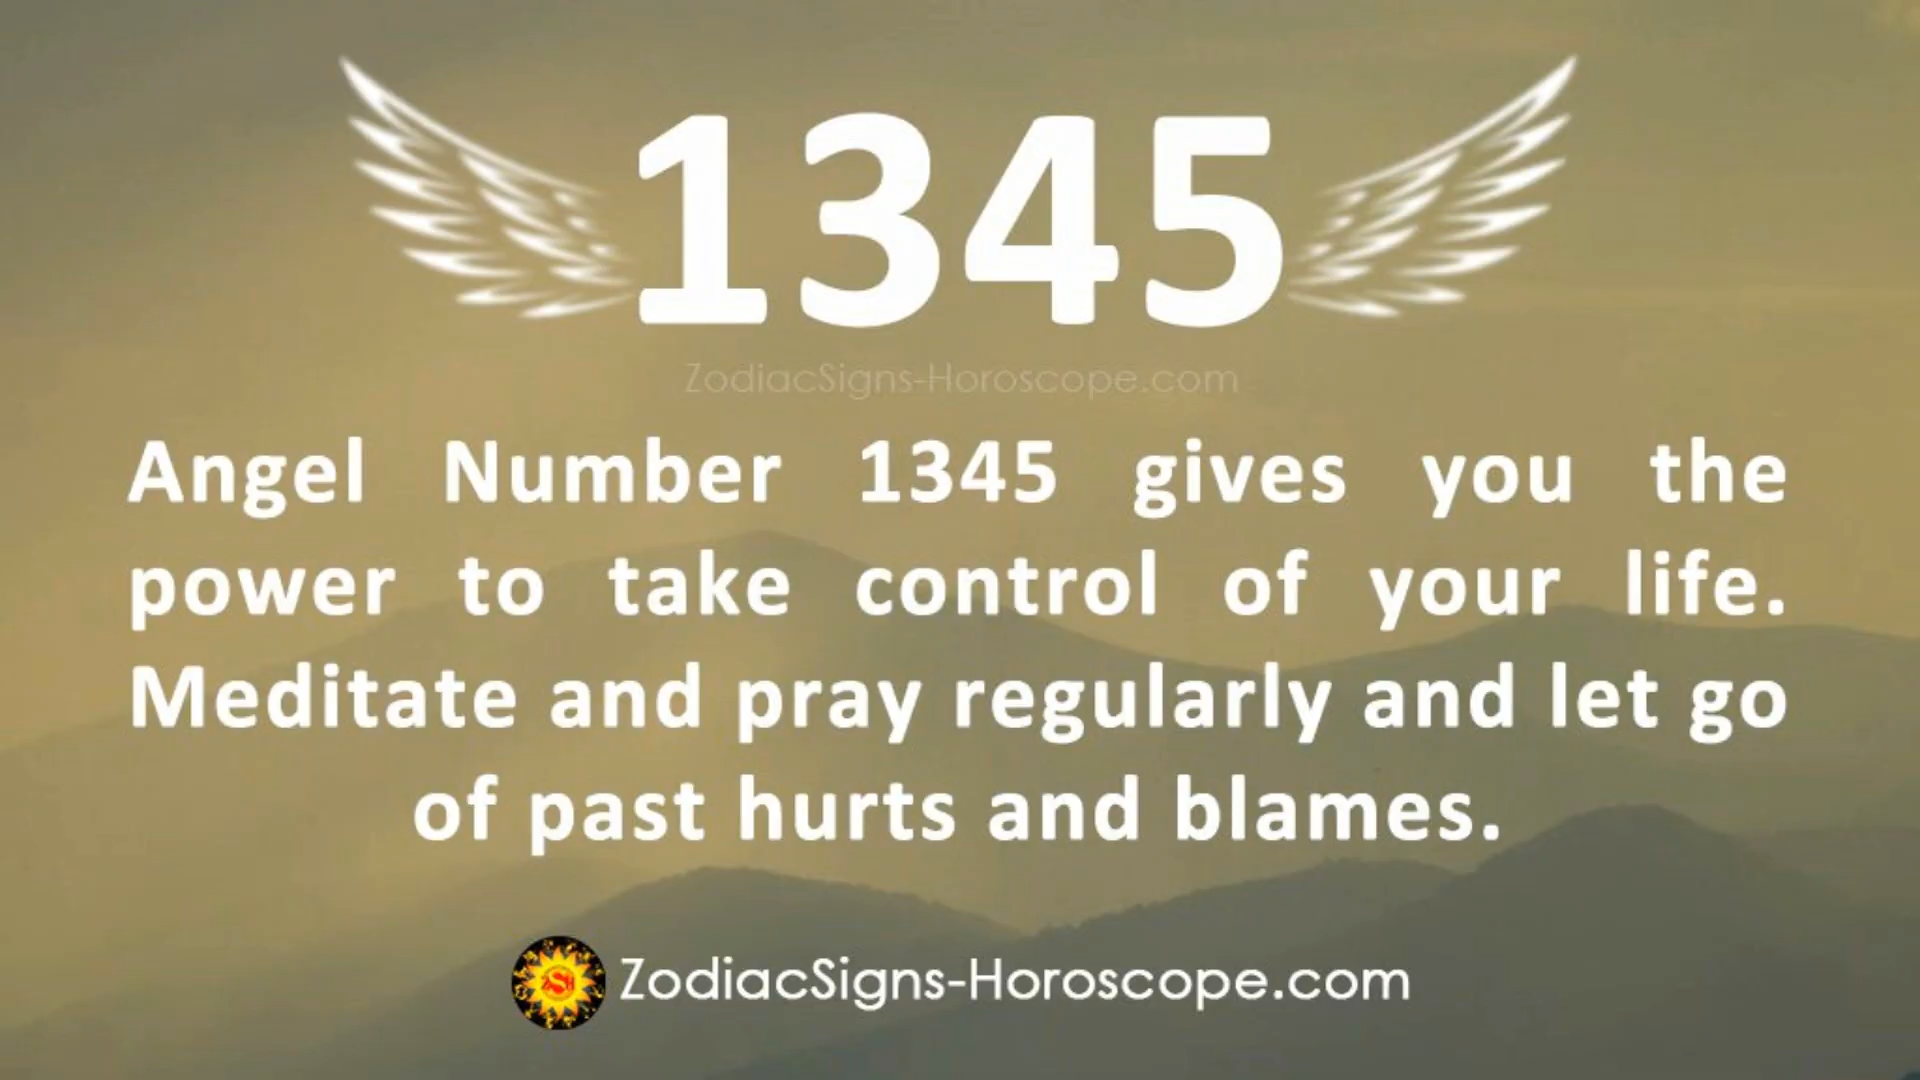 1345
ZodiacSigns-Horoscope.com
Angel Number 1345 gives you the
power to take control of your life.
Meditate and pray regularly and let go
of past hurts and blames.
ZSH
ZodiacSigns-Horoscope.com